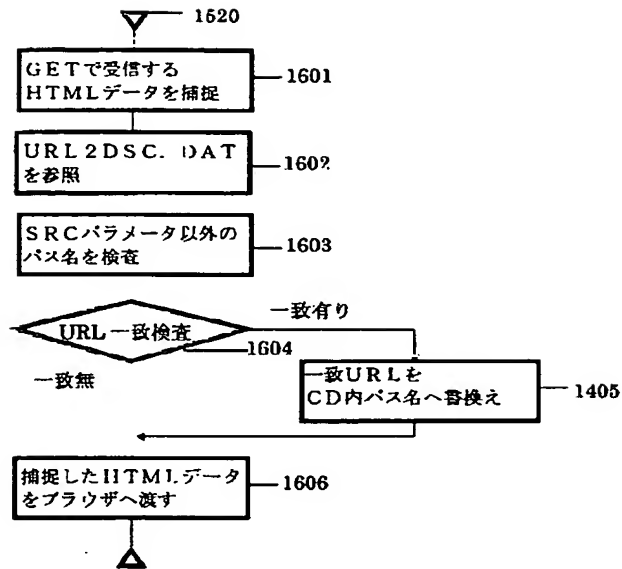 1520
GETで受信する
HTMLデータを捕捉
1601
URL2DSC. DAT
を参照
1602
SRCパラメータ以外の
パス名を検査
1603
一致有り
URL一致検査
1604
一致無
一致URLを
CD内パス名へ書換え
1405
捕捉したHTMLデータ
をブラウザへ渡す
1606